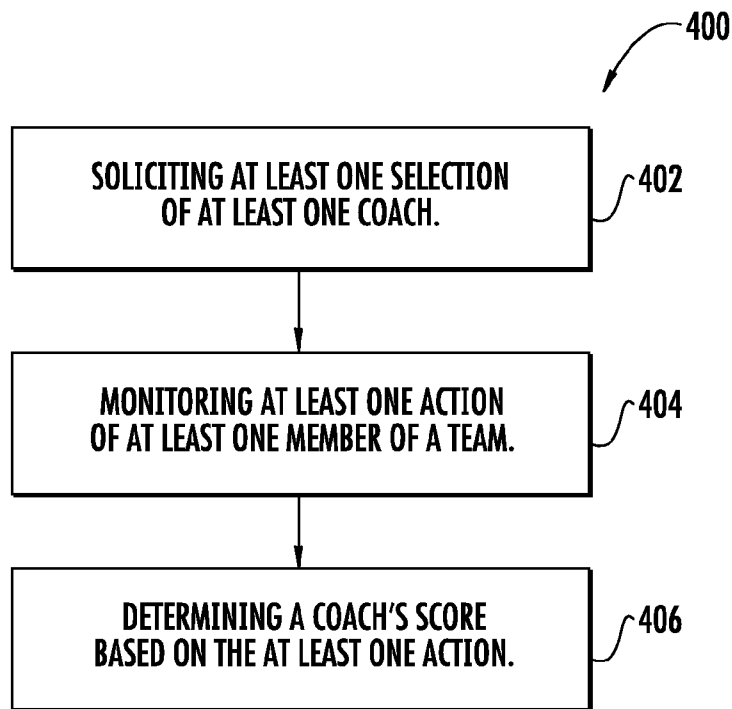 400
SOLICITING AT LEAST ONE SELECTION
OF AT LEAST ONE COACH.
402
MONITORING AT LEAST ONE ACTION
OF AT LEAST ONE MEMBER OF A TEAM.
404
DETERMINING A COACH'S SCORE
BASED ON THE AT LEAST ONE ACTION.
406